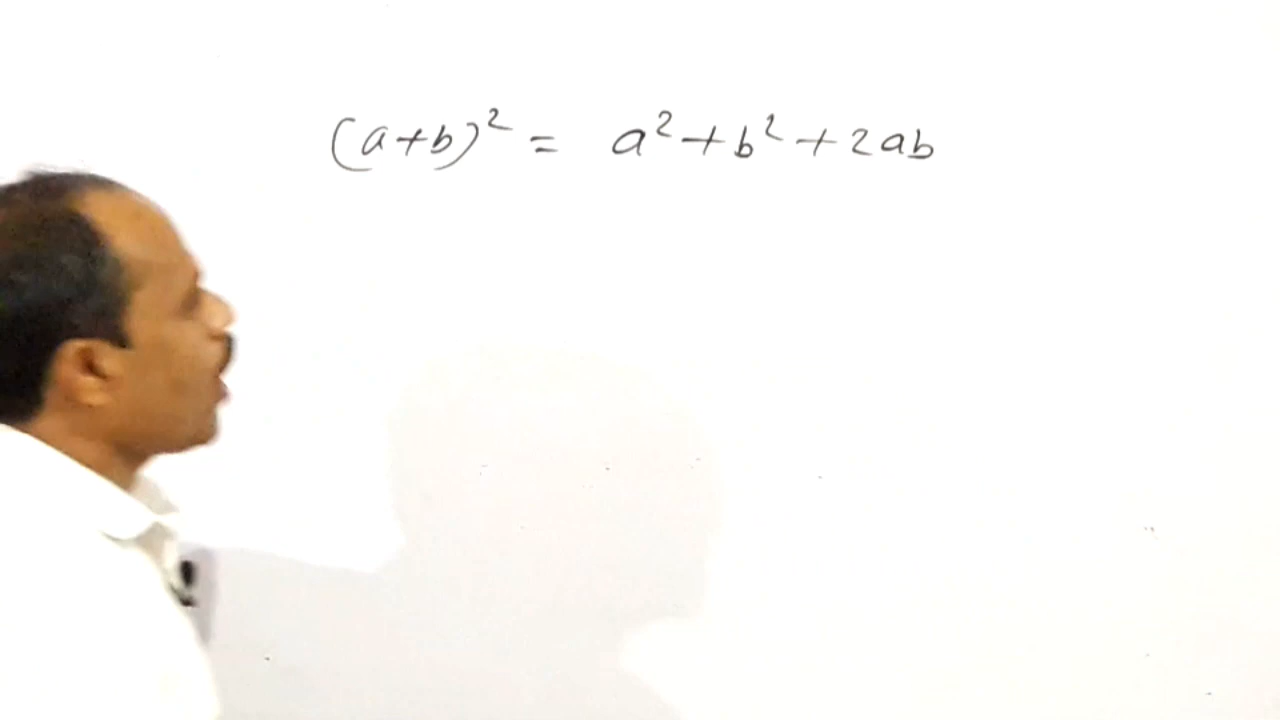 (a+b)² = a²+b²+2ab